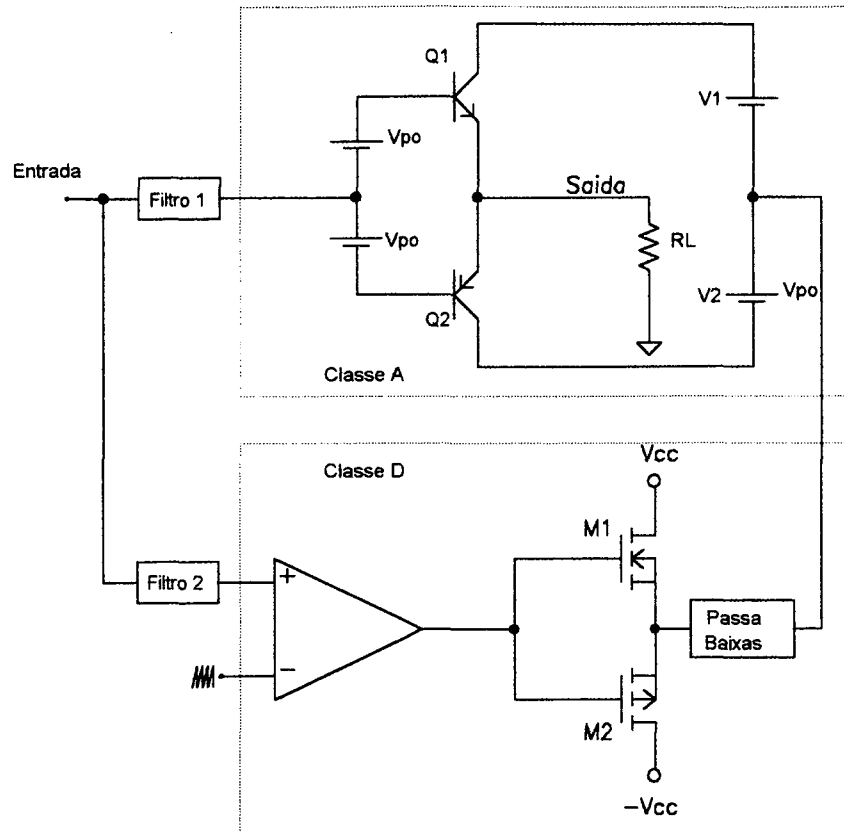 Q1
V1
Vpo
Entrada
Filtro 1
Saida
Vpo
RL
V2
Vpo
Q2
Classe A
Classe D
Vcc
M1
Filtro 2
+
Passa
Baixas
−
M2
−Vcc